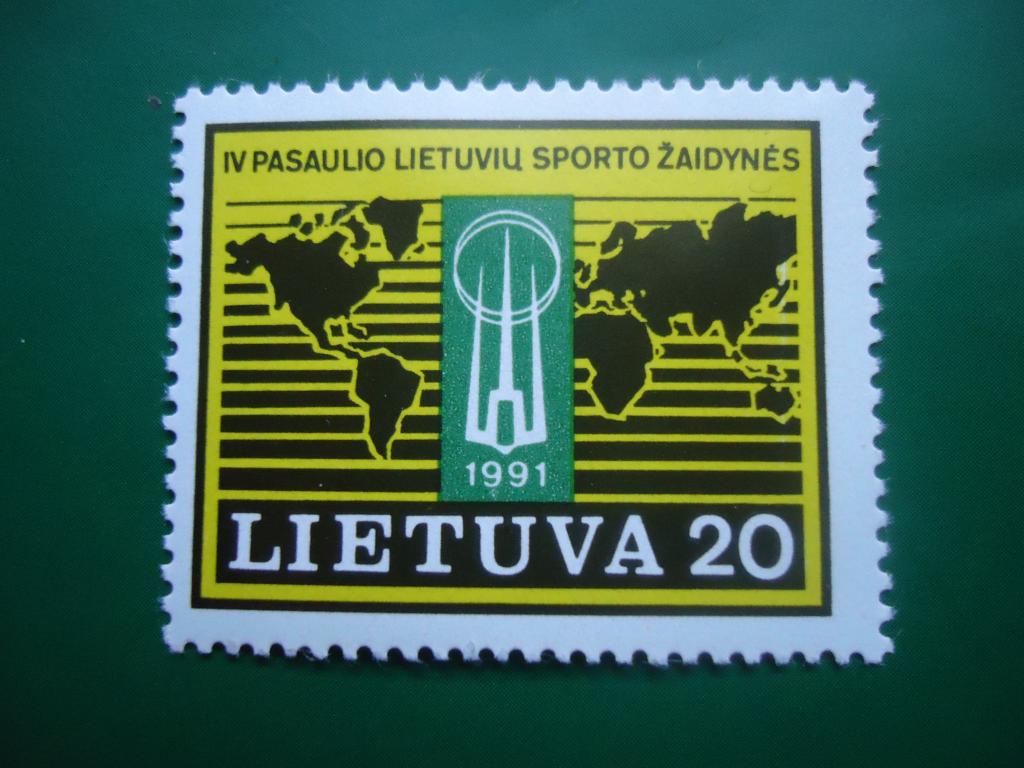 IV PASAULIO LIETUVIŲ SPORTO ŽAIDYNĖS
1991
LIETUVA 20